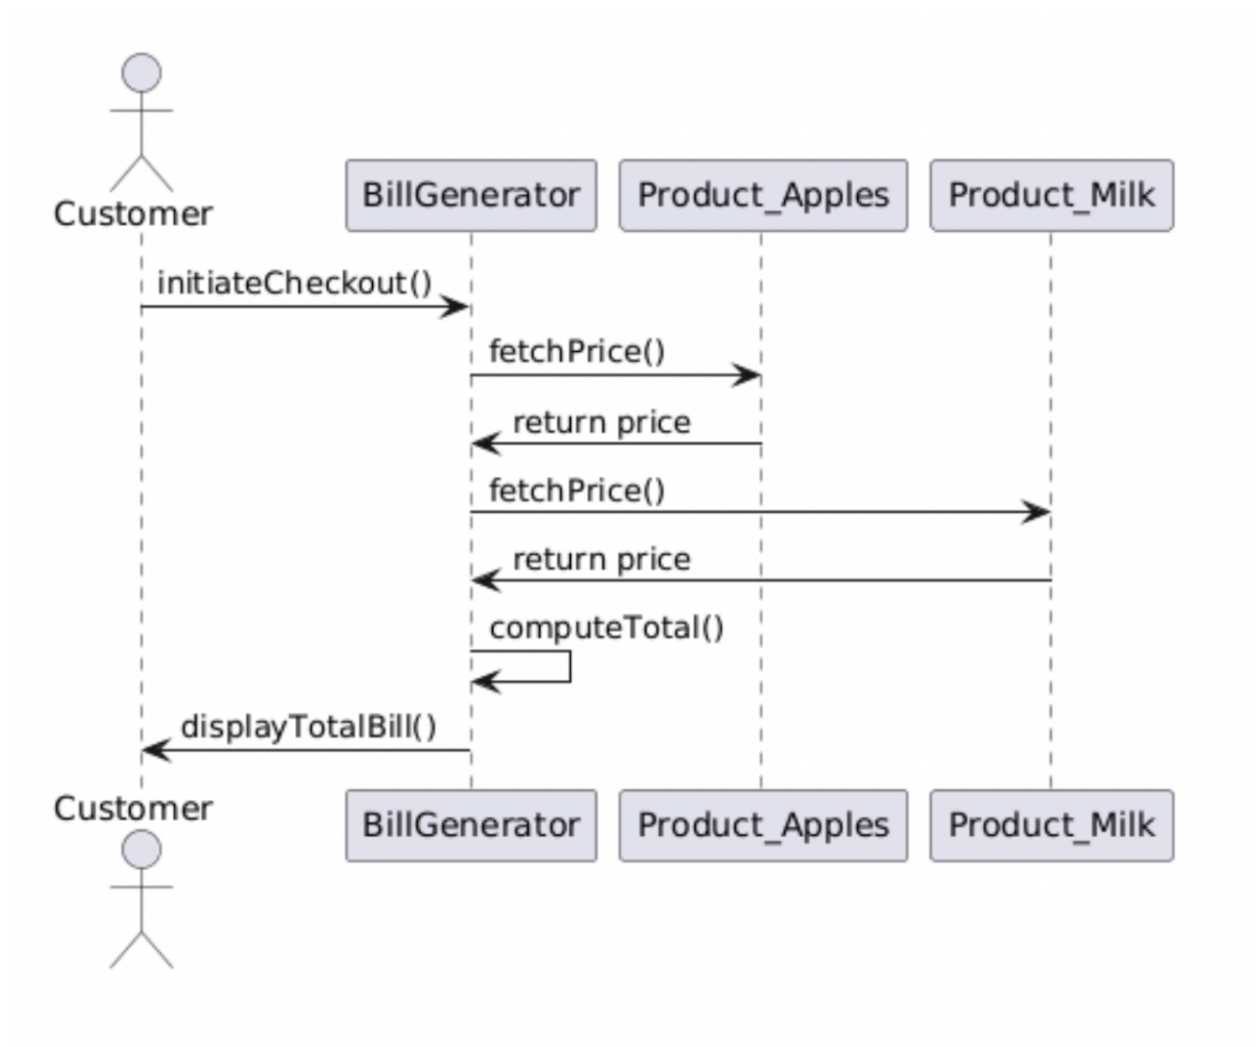 Customer
BillGenerator
Product_Apples
Product_Milk
initiateCheckout()
fetchPrice()
return price
fetchPrice()
return price
computeTotal()
displayTotalBill()
Customer
BillGenerator
Product_Apples
Product_Milk